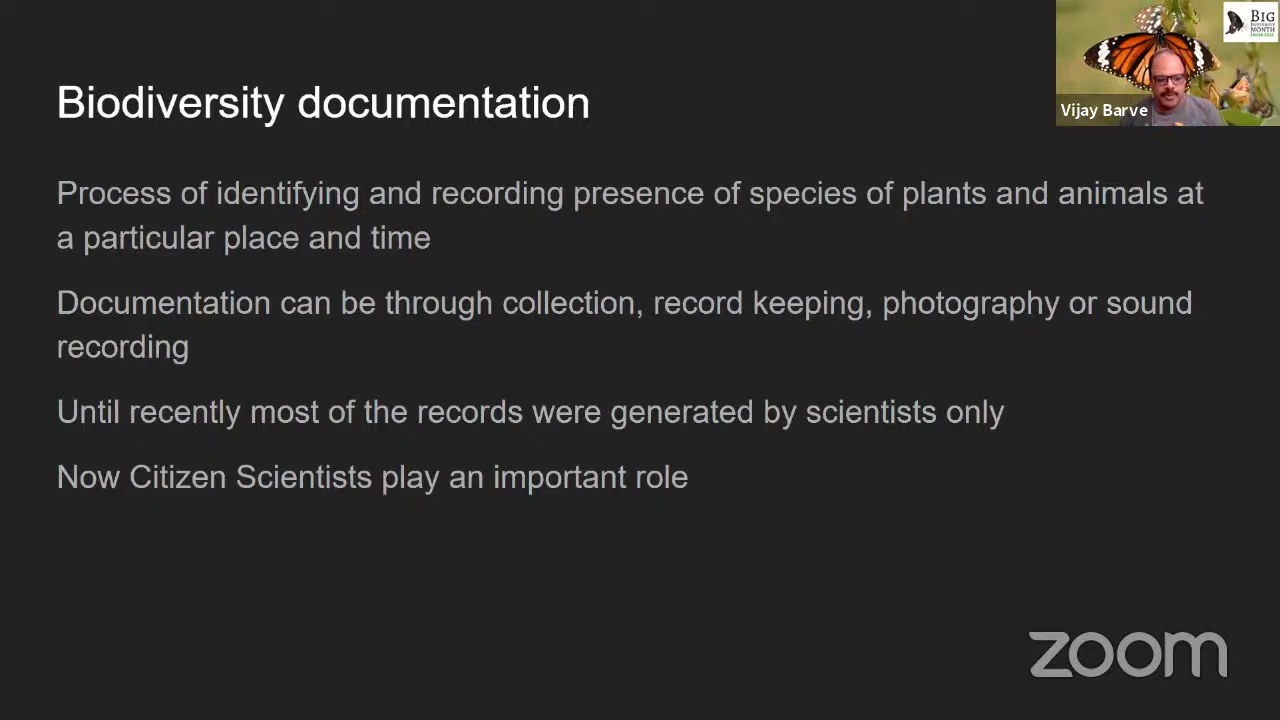 Biodiversity documentation
Process of identifying and recording presence of species of plants and animals at
a particular place and time
Documentation can be through collection, record keeping, photography or sound
recording
Until recently most of the records were generated by scientists only
Now Citizen Scientists play an important role
BIG
BUTTERFLY
MONTH
Vijay Barve
zoom